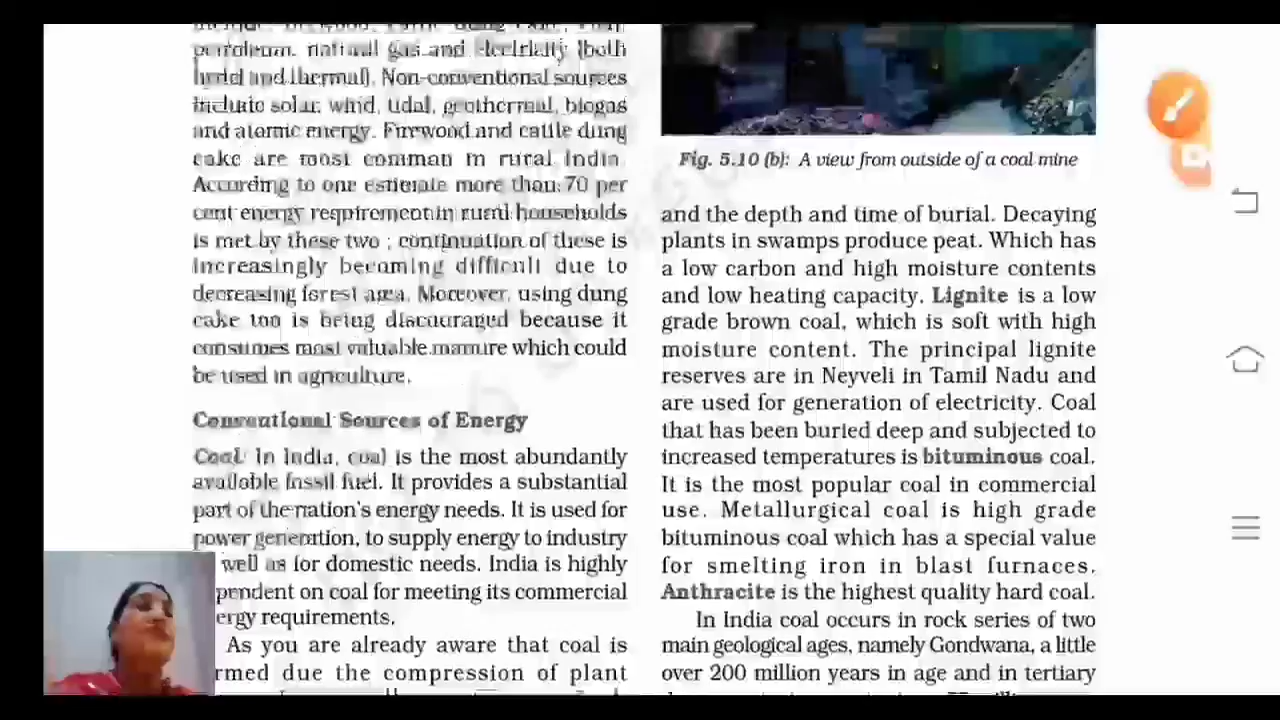 petroleum, natural gas and electricity (both
hydel and thermal). Non-conventional sources
include solar, wind, tidal, geothermal, biogas
and atomic energy. Firewood and cattle dung
cake are most common in rural India.
According to one estimate more than 70 per
cent energy requirement in rural households
is met by these two ; continuation of these is
increasingly becoming difficult due to
decreasing forest area. Moreover, using dung
cake too is being discouraged because it
consumes most valuable manure which could
be used in agriculture.
Conventional Sources of Energy
Coal: In India, coal is the most abundantly
available fossil fuel. It provides a substantial
part of the nation's energy needs. It is used for
power generation, to supply energy to industry
well as for domestic needs. India is highly
pendent on coal for meeting its commercial
ergy requirements.
As you are already aware that coal is
rmed due the compression of plant
Fig. 5.10 (b): A view from outside of a coal mine
and the depth and time of burial. Decaying
plants in swamps produce peat. Which has
a low carbon and high moisture contents
and low heating capacity. Lignite is a low
grade brown coal, which is soft with high
moisture content. The principal lignite
reserves are in Neyveli in Tamil Nadu and
are used for generation of electricity. Coal
that has been buried deep and subjected to
increased temperatures is bituminous coal.
It is the most popular coal in commercial
use. Metallurgical coal is high grade
bituminous coal which has a special value
for smelting iron in blast furnaces.
Anthracite is the highest quality hard coal.
In India coal occurs in rock series of two
main geological ages, namely Gondwana, a little
over 200 million years in age and in tertiary